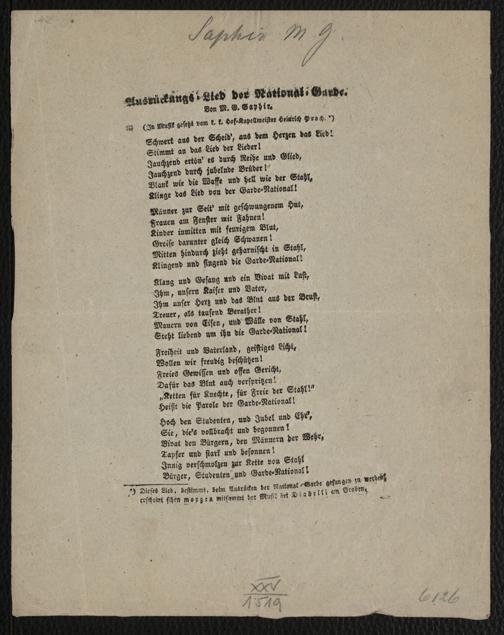 Saphir M. G.
Ausrückungs-Lied der National-Garde.
Von M. G. Saphir.
(In Musik gesetzt vom k. k. Hof-Kapellmeister Heinrich Proch. *)
Schwert aus der Scheid', aus dem Herzen das Lied!
Stimmt an das Lied der Lieder!
Jauchzend ertön' es durch Reihe und Glied,
Jauchzend durch jubelnde Brüder!
Blank wie die Waffe und hell wie der Stahl,
Klinge das Lied von der Garde-National!
Männer zur Seit' mit geschwungenem Hut,
Frauen am Fenster mit Fahnen!
Kinder inmitten mit feurigem Blut,
Greise darunter gleich Schwanen!
Mitten hindurch zieht geharnischt in Stahl,
Klingend und singend die Garde-National!
Klang und Gesang und ein Vivat mit Lust,
Ihm, unsern Kaiser und Vater,
Ihm unser Herz und das Blut aus der Brust,
Treuer, als tausend Berather!
Mauern von Eisen, und Wälle von Stahl,
Steht liebend um ihn die Garde-National!
Freiheit und Vaterland, geistiges Licht,
Wollen wir freudig beschützen!
Freies Gewissen und offen Gericht,
Dafür das Blut auch verspritzen!
„Ketten für Knechte, für Freie der Stahl!"
Heißt die Parole der Garde-National!
Hoch den Studenten, und Jubel und Ehr',
Sie, die's vollbracht und begonnen!
Vivat den Bürgern, den Männern der Wehr,
Tapfer und stark und besonnen!
Innig verschmolzen zur Kette von Stahl
Bürger, Studenten und Garde-National!
*) Dieses Lied, bestimmt, beim Ausrücken der National-Garde gesungen zu werden,
erscheint schon morgen mitsammt der Musik bei Diabelli am Graben.
XXV
1519
6126